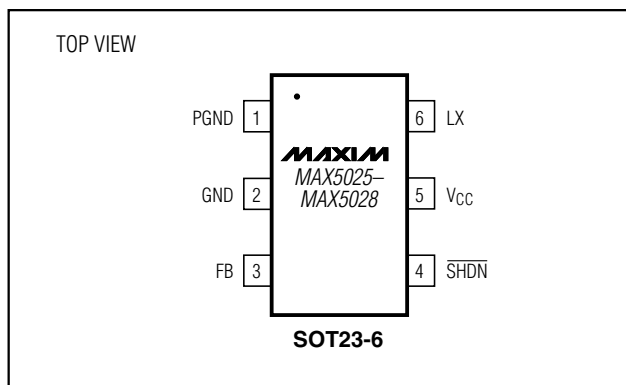 TOP VIEW
PGND 1
6 LX
MAXIM
MAX5025–
MAX5028
GND 2
5 VCC
FB 3
4 SHDN
SOT23-6